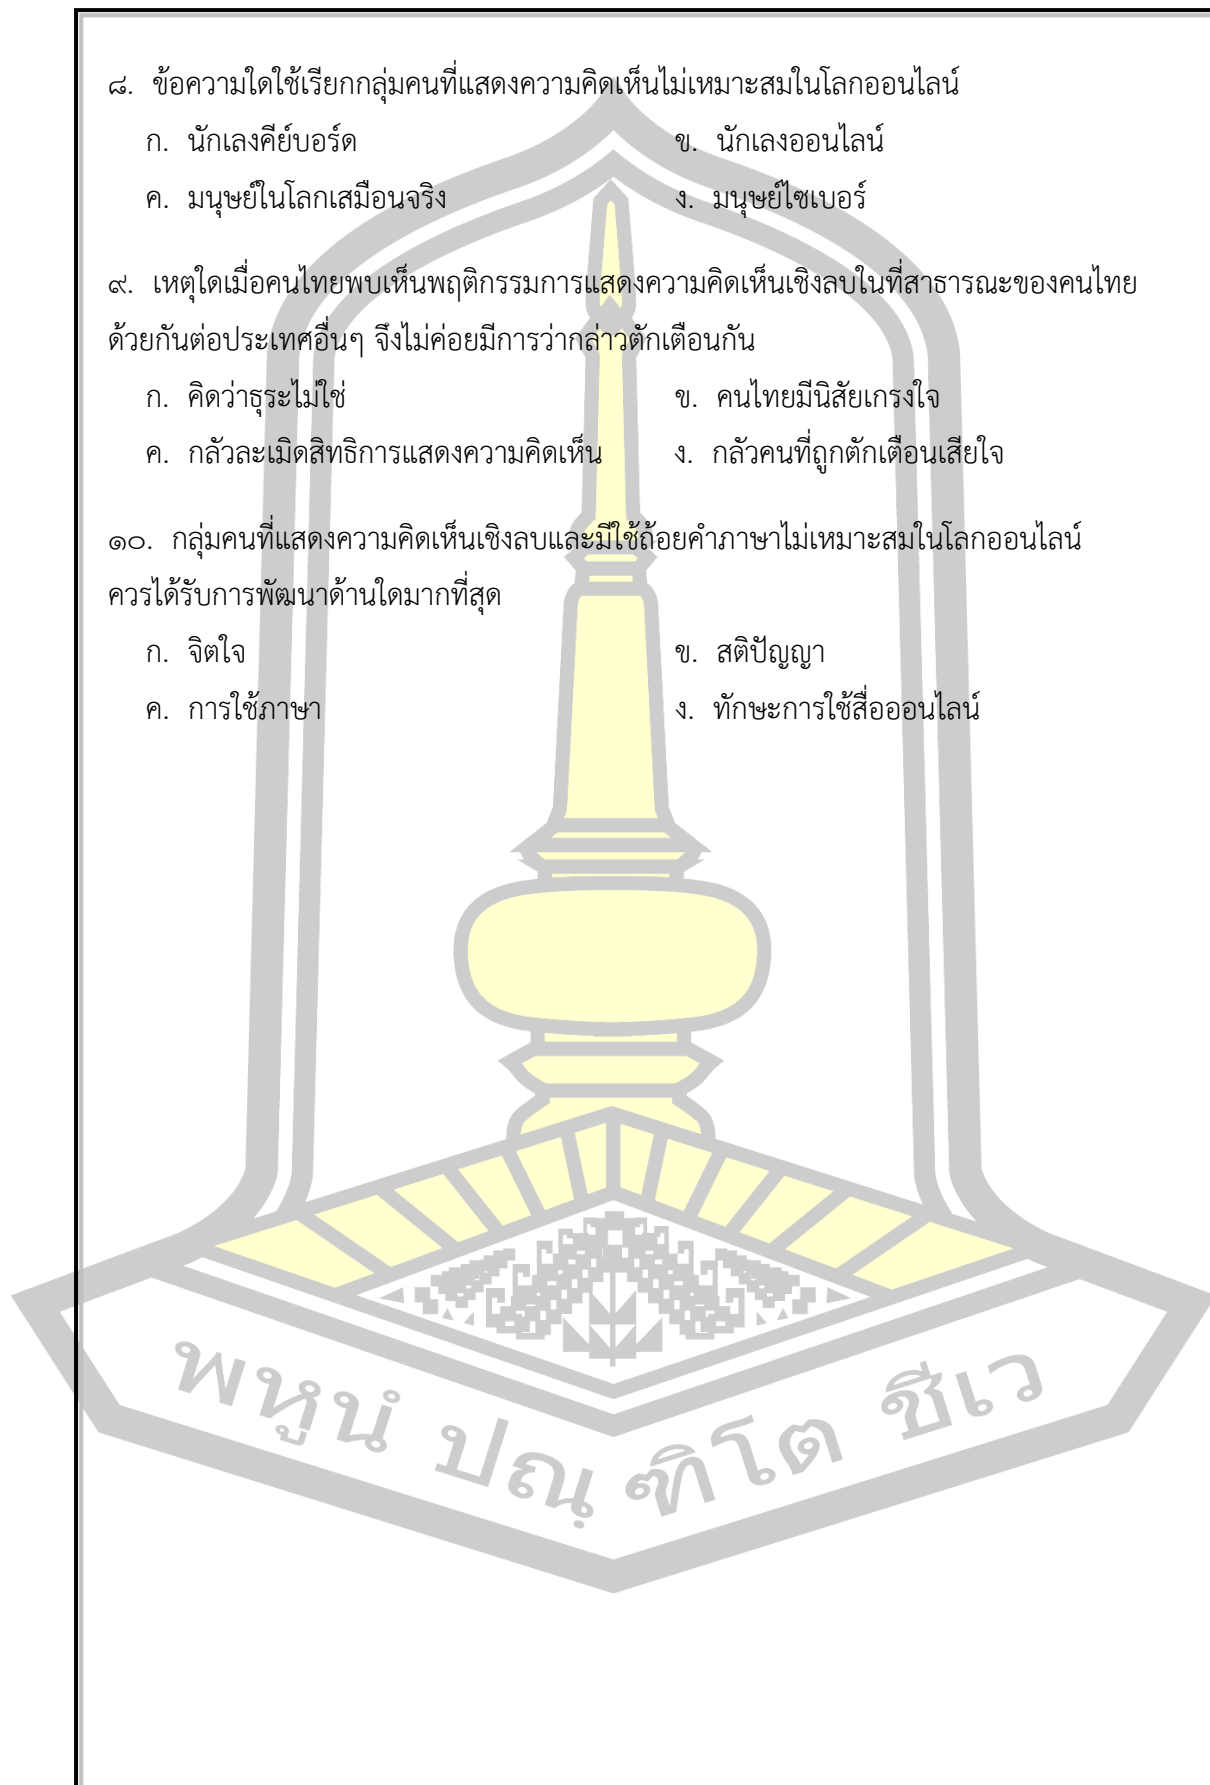 ๘. ข้อความใดใช้เรียกกลุ่มคนที่แสดงความคิดเห็นไม่เหมาะสมในโลกออนไลน์
ก. นักเลงคีย์บอร์ด ข. นักเลงออนไลน์
ค. มนุษย์ในโลกเสมือนจริง ง. มนุษย์ไซเบอร์
๙. เหตุใดเมื่อคนไทยพบเห็นพฤติกรรมการแสดงความคิดเห็นเชิงลบในที่สาธารณะของคนไทย
ด้วยกันต่อประเทศอื่นๆ จึงไม่ค่อยมีการว่ากล่าวตักเตือนกัน
ก. คิดว่าธุระไม่ใช่ ข. คนไทยมีนิสัยเกรงใจ
ค. กลัวละเมิดสิทธิการแสดงความคิดเห็น ง. กลัวคนที่ถูกตักเตือนเสียใจ
๑๐. กลุ่มคนที่แสดงความคิดเห็นเชิงลบและมีใช้ถ้อยคำภาษาไม่เหมาะสมในโลกออนไลน์
ควรได้รับการพัฒนาด้านใดมากที่สุด
ก. จิตใจ ข. สติปัญญา
ค. การใช้ภาษา ง. ทักษะการใช้สื่อออนไลน์
พหูนํ ปณฺฑิโต ชีเว